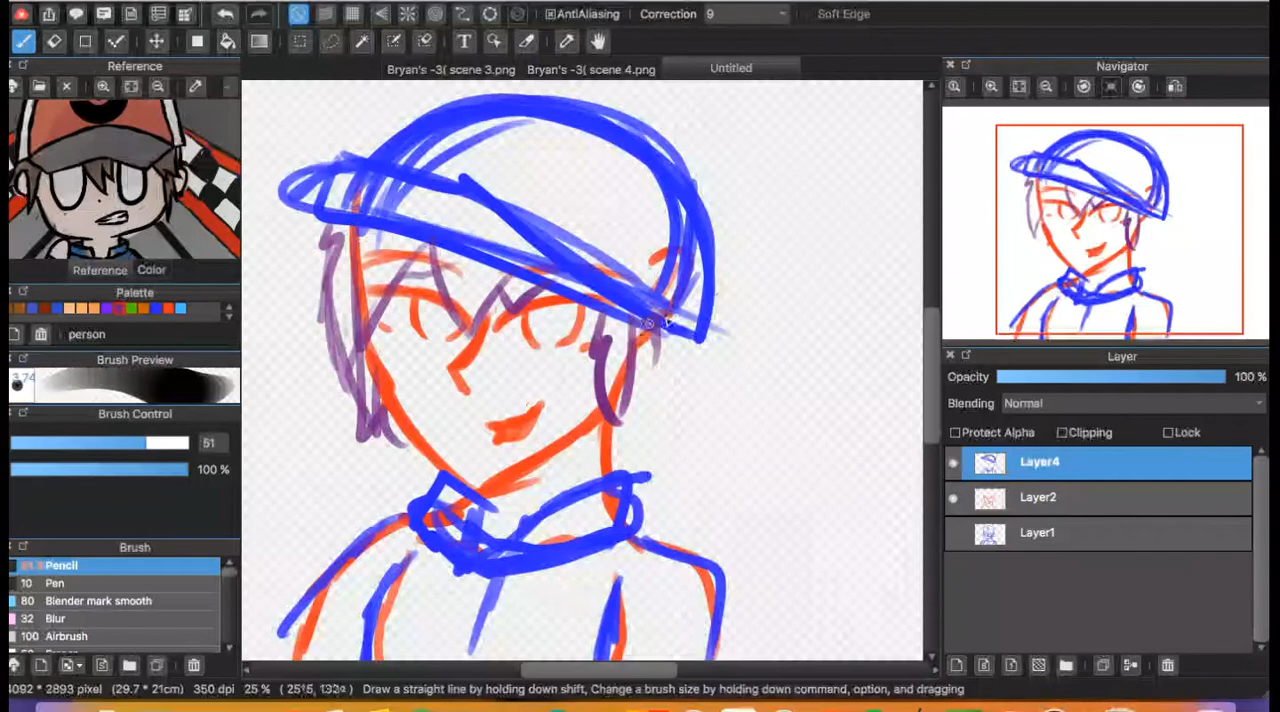 AntiAliasing Correction 9 Soft Edge
T
Reference
Bryan's -3( scene 3.png Bryan's -3( scene 4.png Untitled
Navigator
Reference Color
Palette
person
Brush Preview
3.74
Brush Control
51
100 %
Brush
Pencil
10 Pen
80 Blender mark smooth
32 Blur
100 Airbrush
Layer
Opacity 100 %
Blending Normal
Protect Alpha Clipping Lock
Layer4
Layer2
Layer1
4092 * 2893 pixel (29.7 * 21cm) 350 dpi 25 % Draw a straight line by holding down shift, Change a brush size by holding down command, option, and dragging